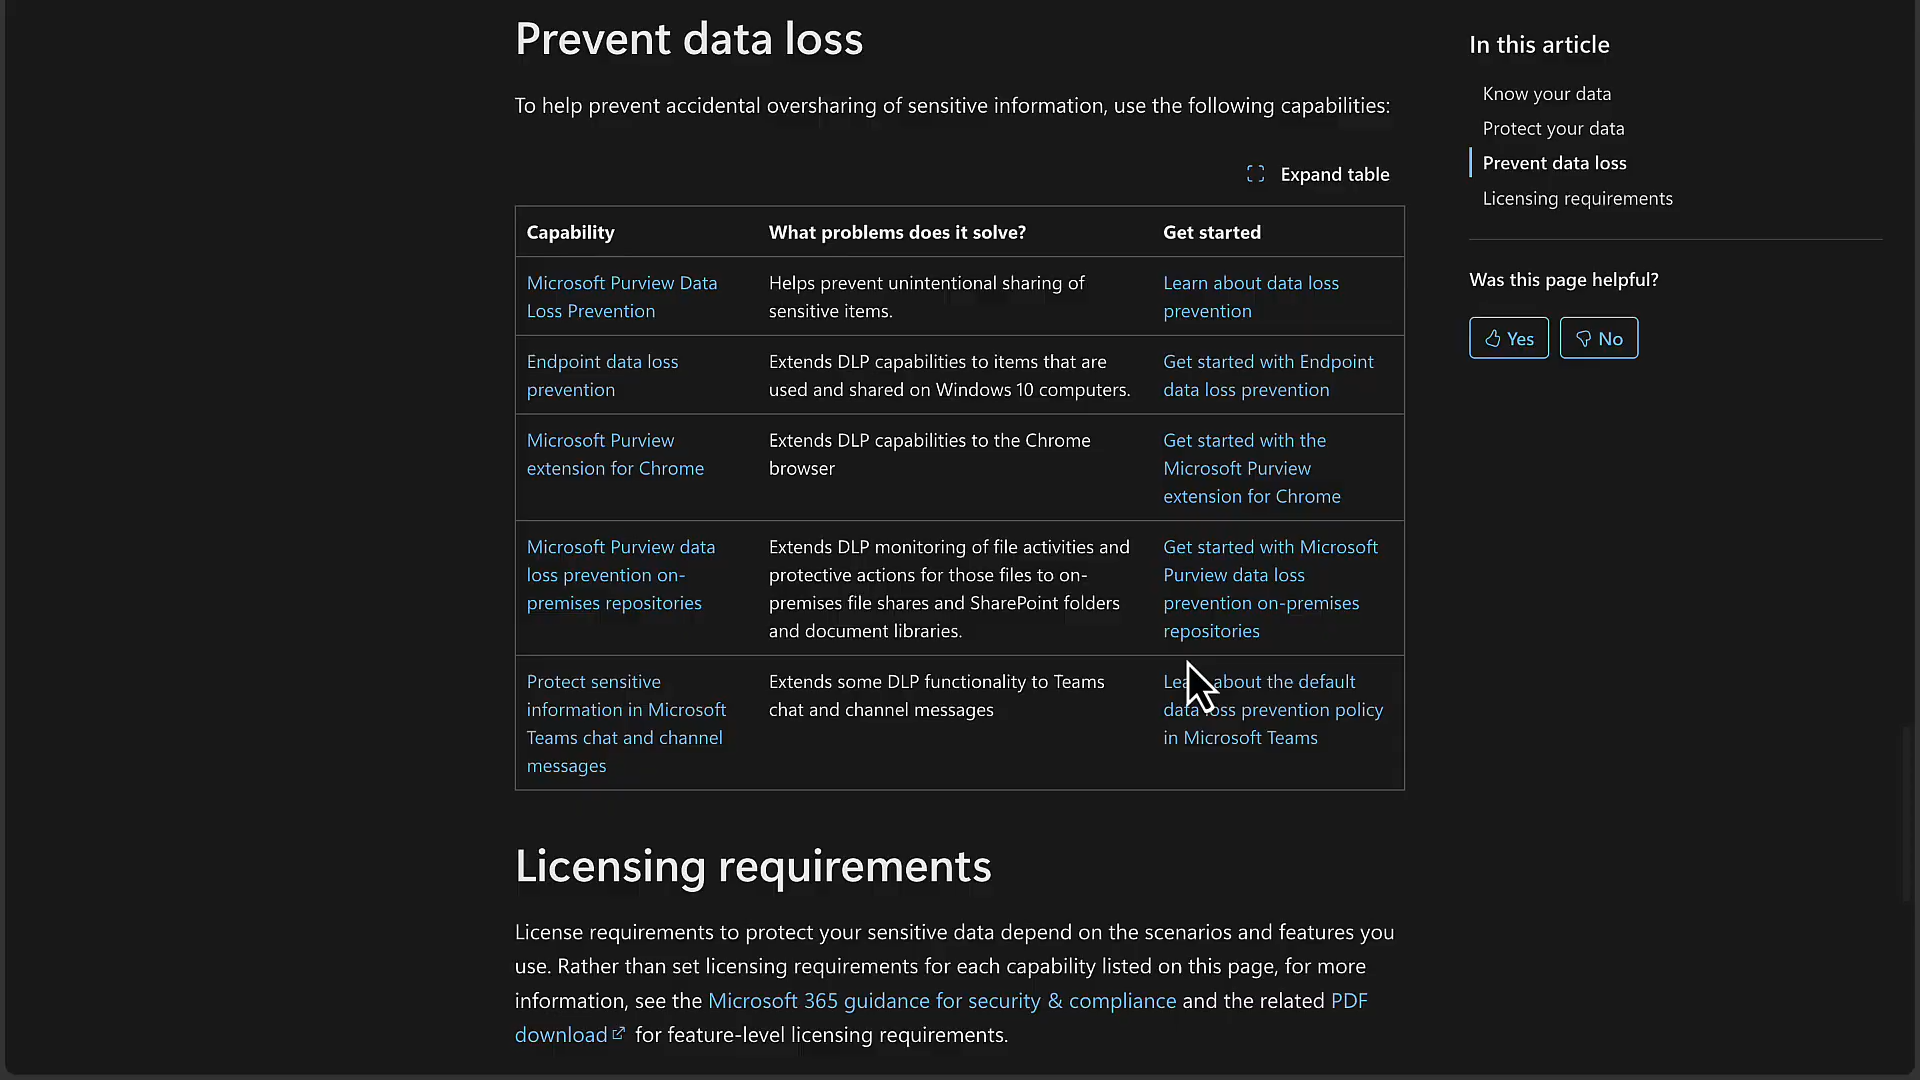 Prevent data loss
To help prevent accidental oversharing of sensitive information, use the following capabilities:
Expand table
Capability
What problems does it solve?
Get started
Microsoft Purview Data
Loss Prevention
Helps prevent unintentional sharing of
sensitive items.
Learn about data loss
prevention
Endpoint data loss
prevention
Extends DLP capabilities to items that are
used and shared on Windows 10 computers.
Get started with Endpoint
data loss prevention
Microsoft Purview
extension for Chrome
Extends DLP capabilities to the Chrome
browser
Get started with the
Microsoft Purview
extension for Chrome
Microsoft Purview data
loss prevention on-
premises repositories
Extends DLP monitoring of file activities and
protective actions for those files to on-
premises file shares and SharePoint folders
and document libraries.
Get started with Microsoft
Purview data loss
prevention on-premises
repositories
Protect sensitive
information in Microsoft
Teams chat and channel
messages
Extends some DLP functionality to Teams
chat and channel messages
Learn about the default
data loss prevention policy
in Microsoft Teams
Licensing requirements
License requirements to protect your sensitive data depend on the scenarios and features you
use. Rather than set licensing requirements for each capability listed on this page, for more
information, see the Microsoft 365 guidance for security & compliance and the related PDF
download for feature-level licensing requirements.
In this article
Know your data
Protect your data
Prevent data loss
Licensing requirements
Was this page helpful?
Yes
No